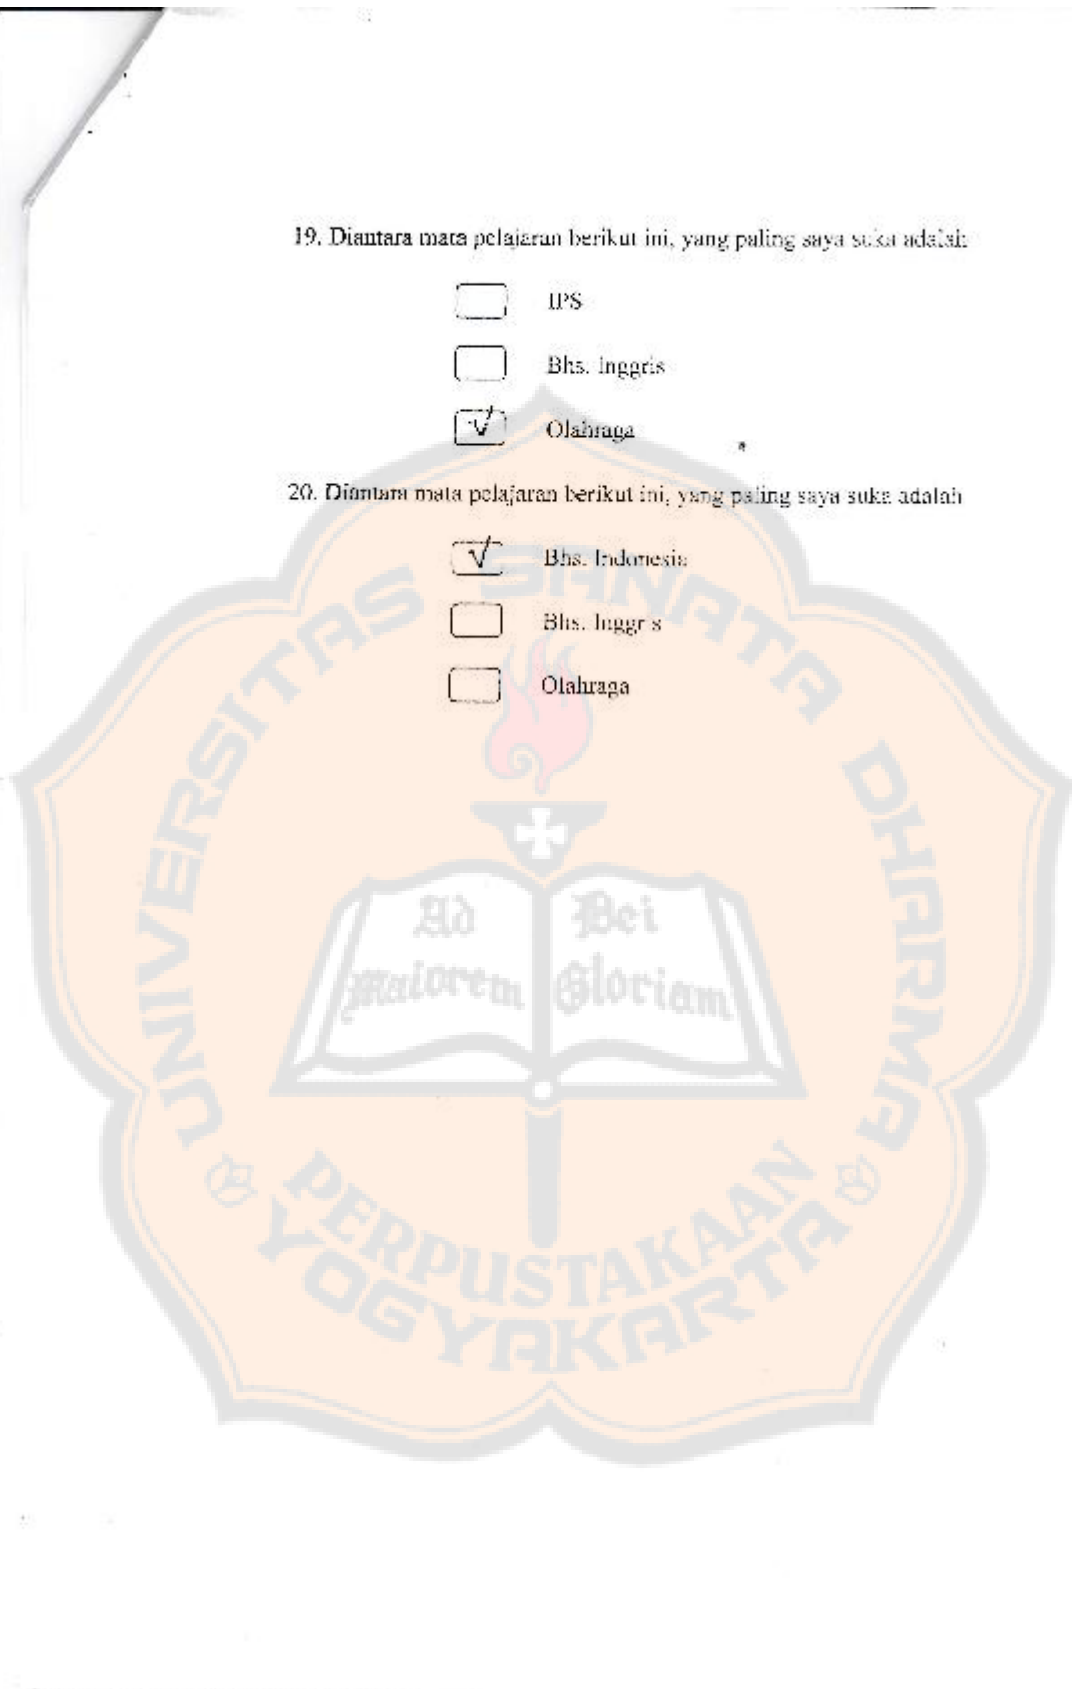 19. Diantara mata pelajaran berikut ini, yang paling saya suka adalah
IPS
Bhs. Inggris
√ Olahraga
20. Diantara mata pelajaran berikut ini, yang paling saya suka adalah
√ Bhs. Indonesia
Bhs. Inggris
Olahraga
UNIVERSITAS SANATA DHARMA
Ad Dei
maiorem Gloriam
PERPUSTAKAAN
YOGYAKARTA